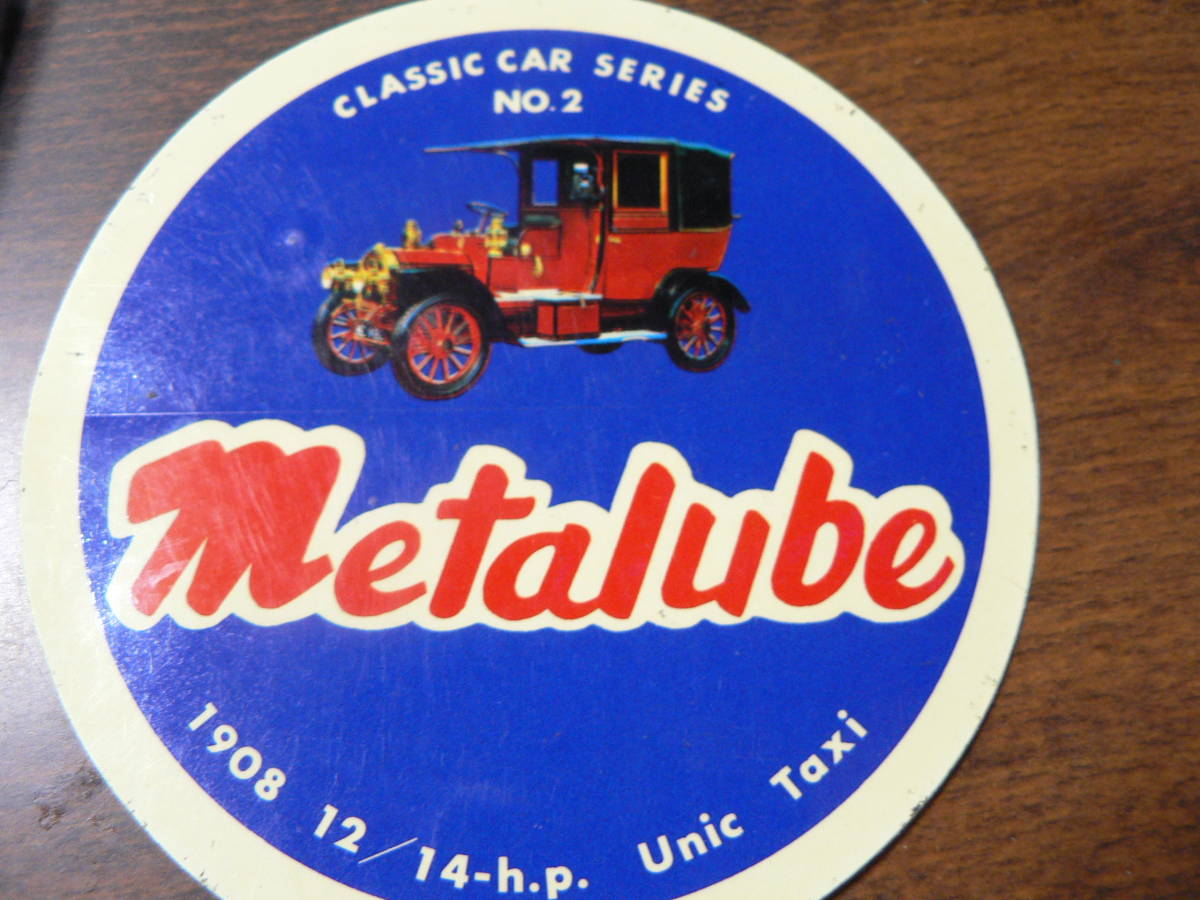 CLASSIC CAR SERIES
NO. 2
Metalube
1908 12/14-h.p. Unic Taxi